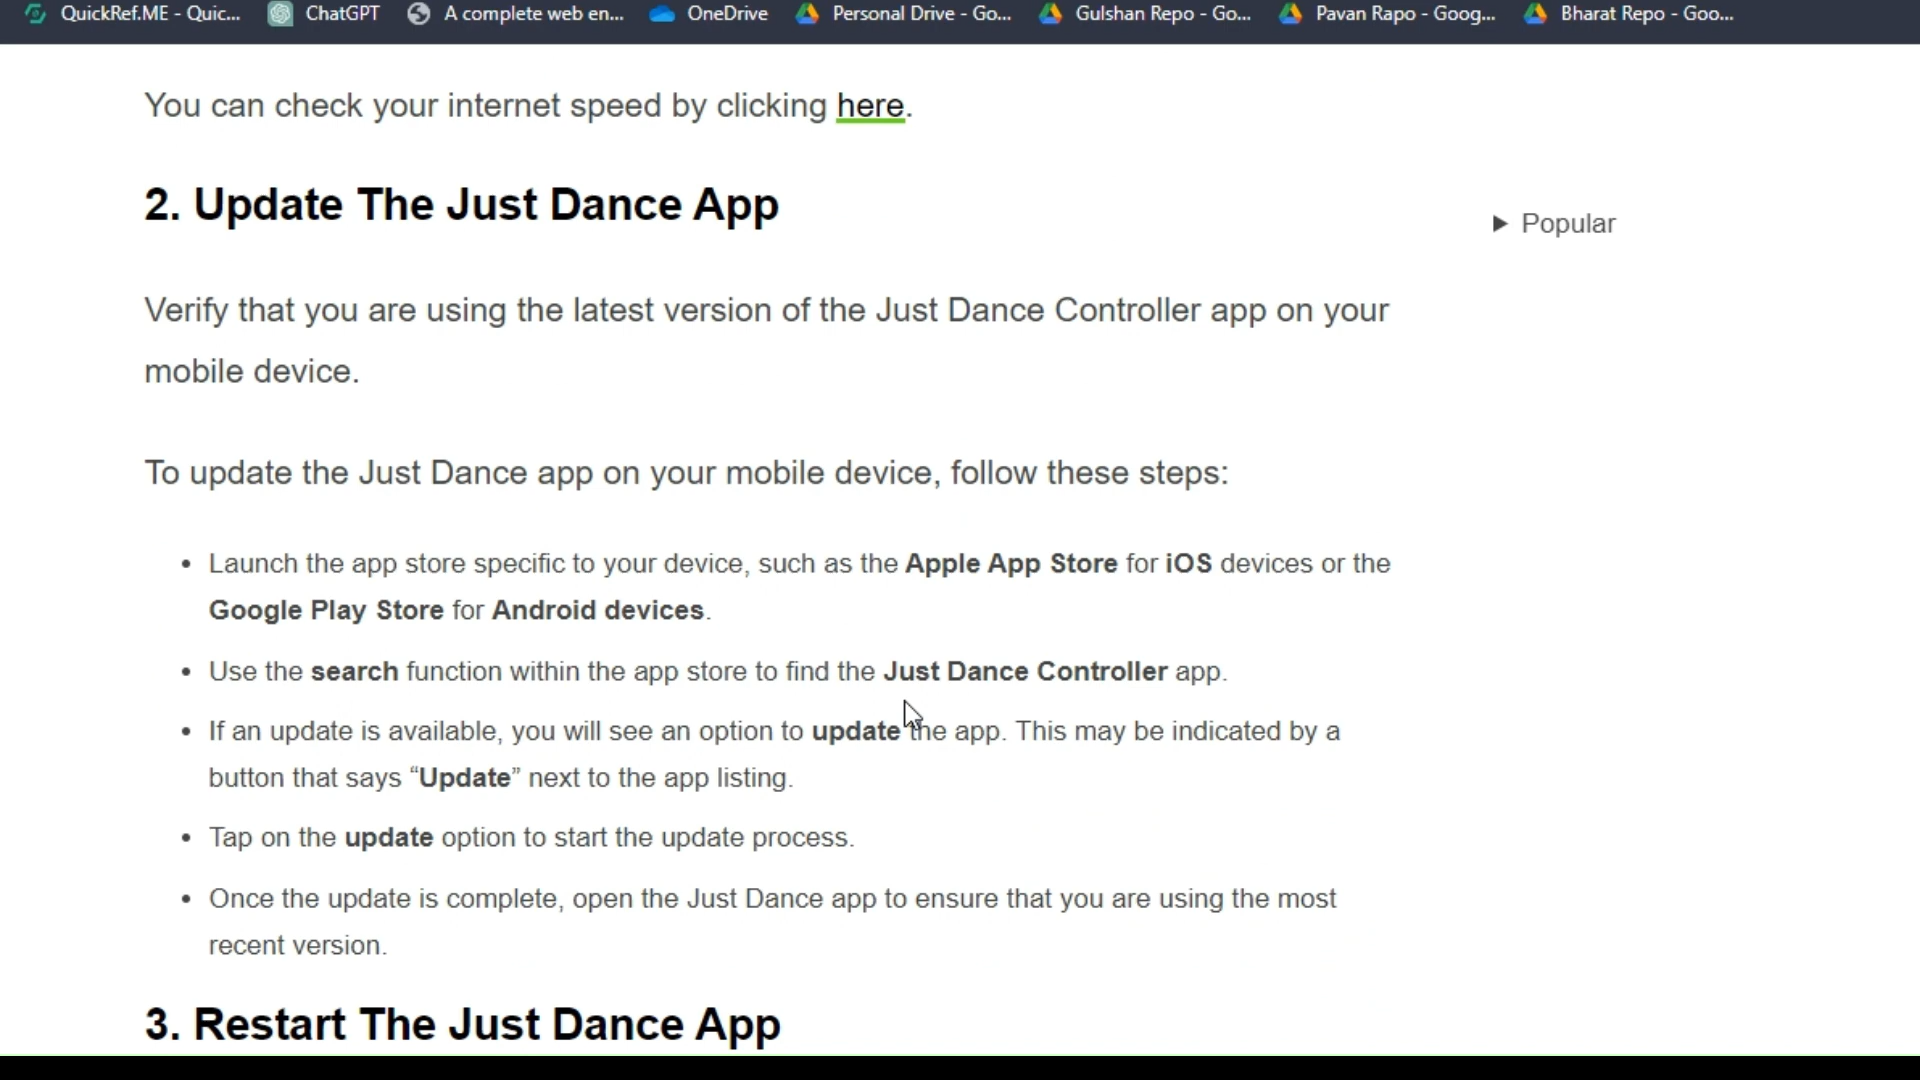 QuickRef.ME - Quic... ChatGPT A complete web en... OneDrive Personal Drive - Go... Gulshan Repo - Go... Pavan Rapo - Goog... Bharat Repo - Goo...
You can check your internet speed by clicking here.
2. Update The Just Dance App
Popular
Verify that you are using the latest version of the Just Dance Controller app on your
mobile device.
To update the Just Dance app on your mobile device, follow these steps:
• Launch the app store specific to your device, such as the Apple App Store for iOS devices or the
Google Play Store for Android devices.
• Use the search function within the app store to find the Just Dance Controller app.
• If an update is available, you will see an option to update the app. This may be indicated by a
button that says “Update” next to the app listing.
• Tap on the update option to start the update process.
• Once the update is complete, open the Just Dance app to ensure that you are using the most
recent version.
3. Restart The Just Dance App